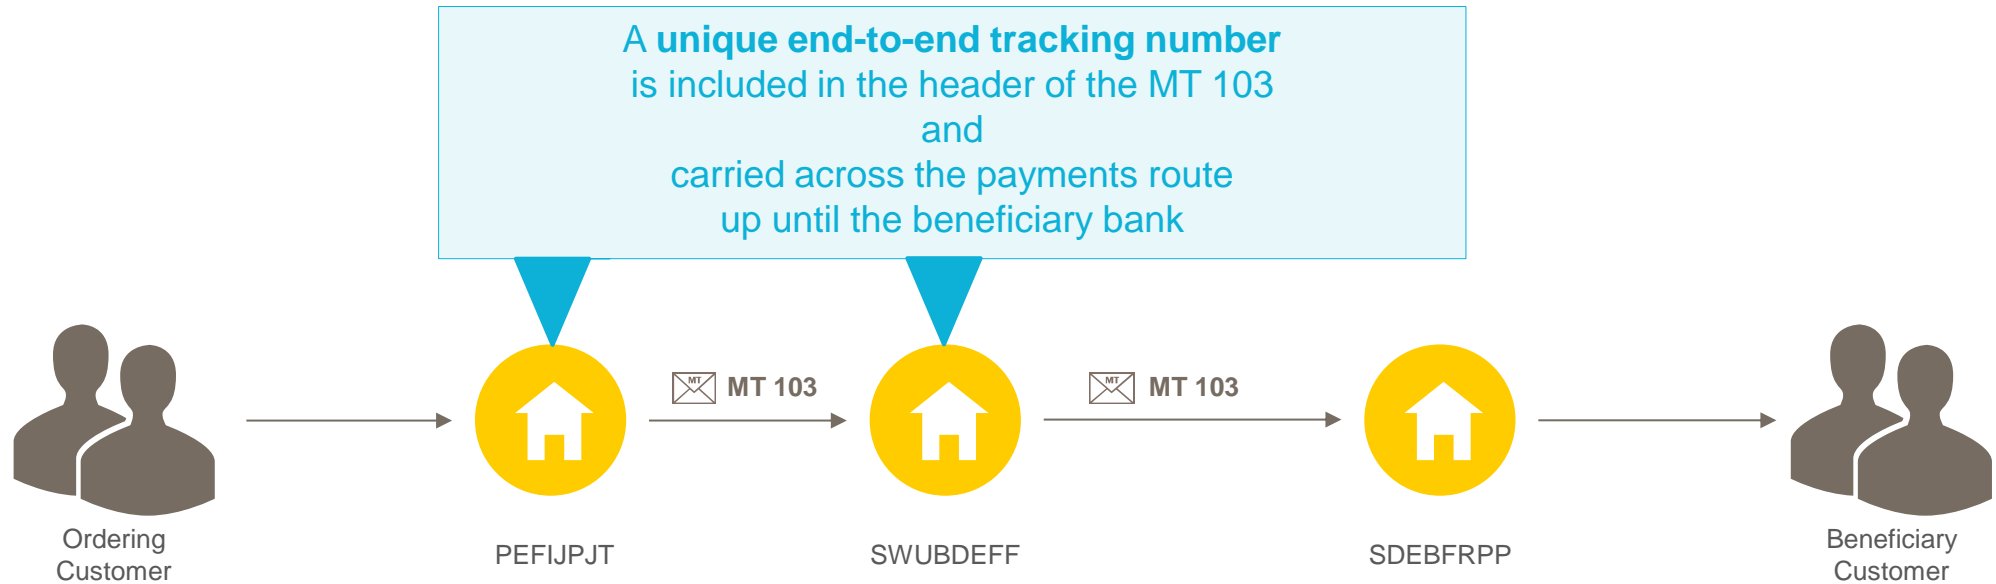 A unique end-to-end tracking number
is included in the header of the MT 103
and
carried across the payments route
up until the beneficiary bank
MT MT 103
MT MT 103
Ordering
Customer
PEFIJPJT
SWUBDEFF
SDEBFRPP
Beneficiary
Customer